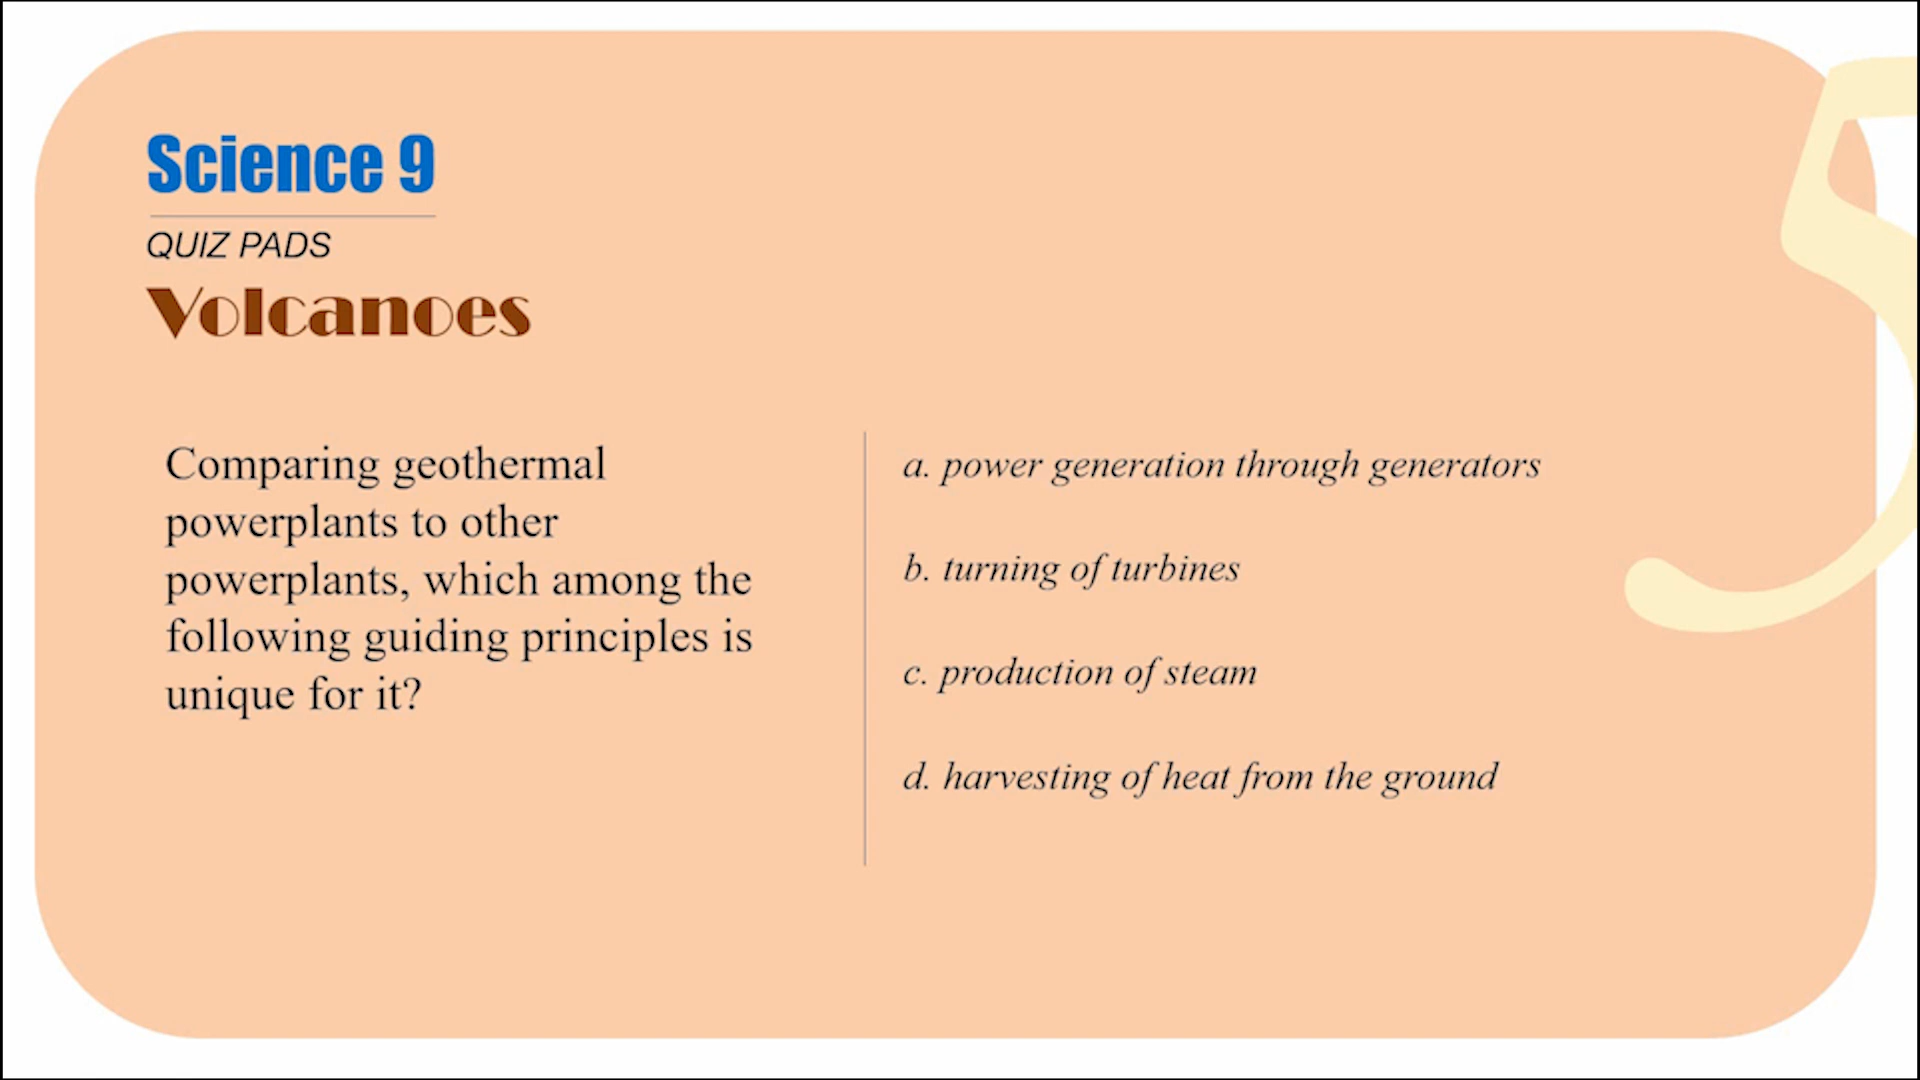 Science 9
QUIZ PADS
Volcanoes
5
Comparing geothermal
powerplants to other
powerplants, which among the
following guiding principles is
unique for it?
a. power generation through generators
b. turning of turbines
c. production of steam
d. harvesting of heat from the ground